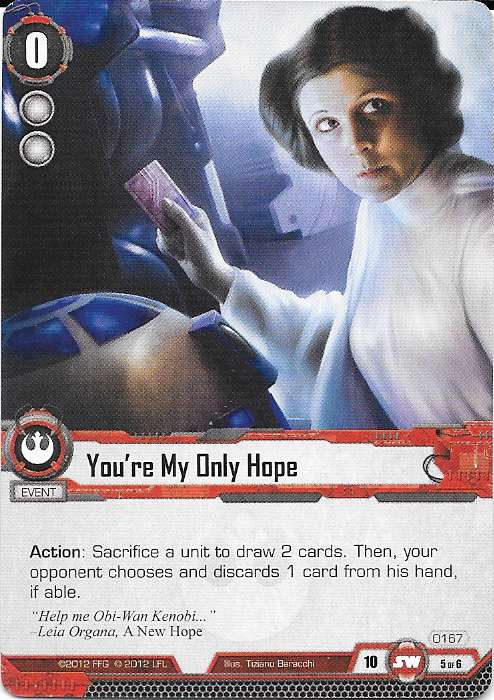 0
You're My Only Hope
EVENT
Action: Sacrifice a unit to draw 2 cards. Then, your
opponent chooses and discards 1 card from his hand,
if able.
“Help me Obi-Wan Kenobi...”
–Leia Organa, A New Hope
0167
©2012 FFG © 2012 LFL
Illus. Tiziano Baracchi
10
SW
5 OF 6